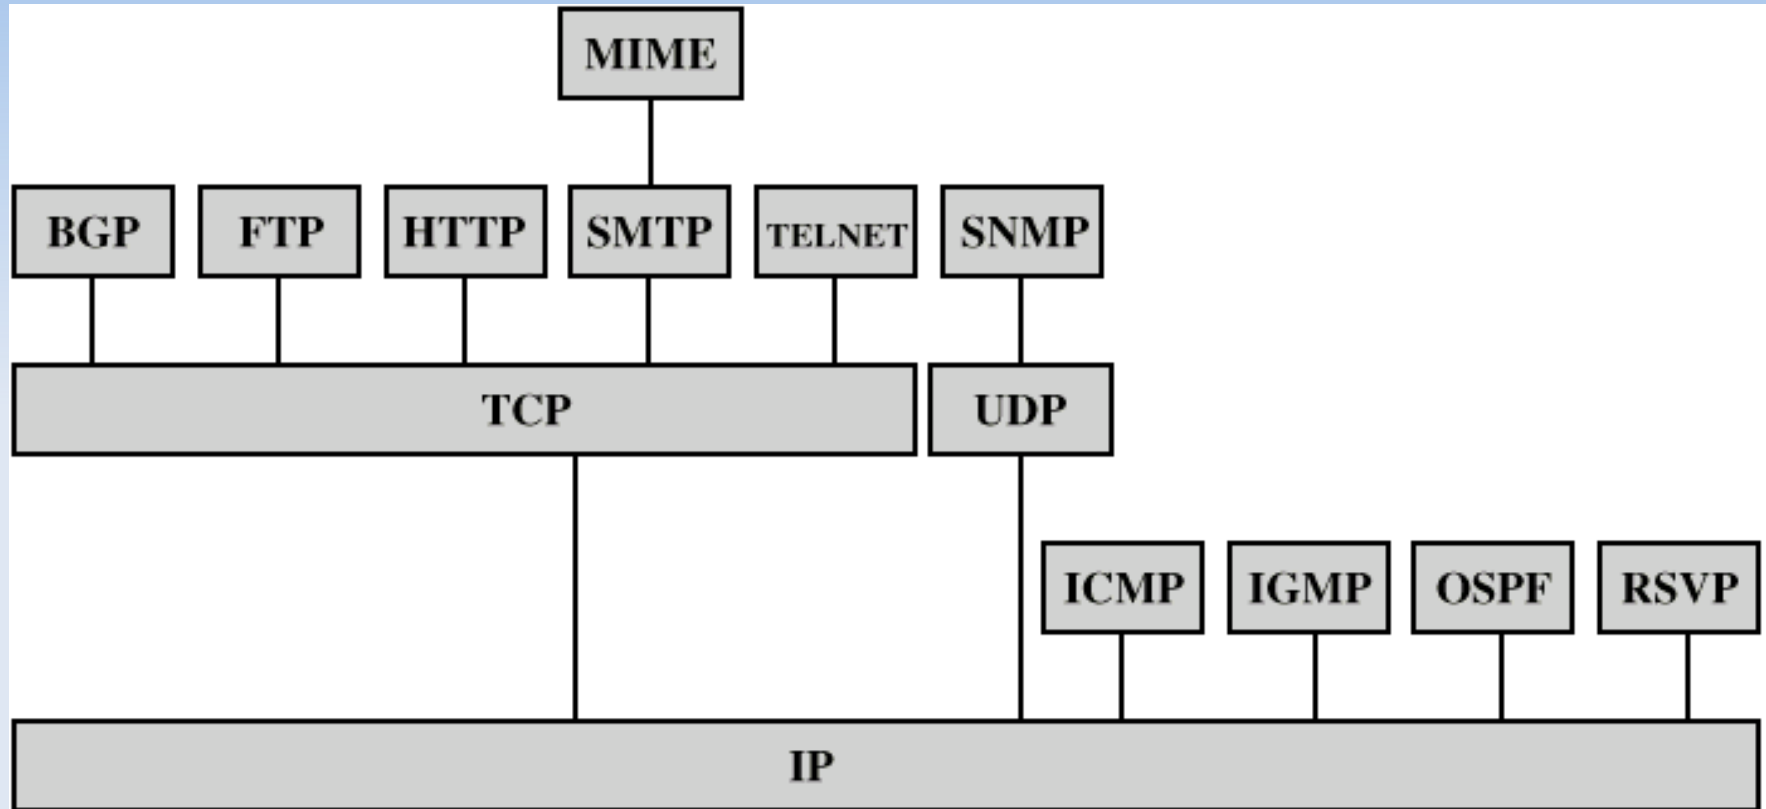 MIME
BGP FTP HTTP SMTP TELNET SNMP
TCP UDP
ICMP IGMP OSPF RSVP
IP